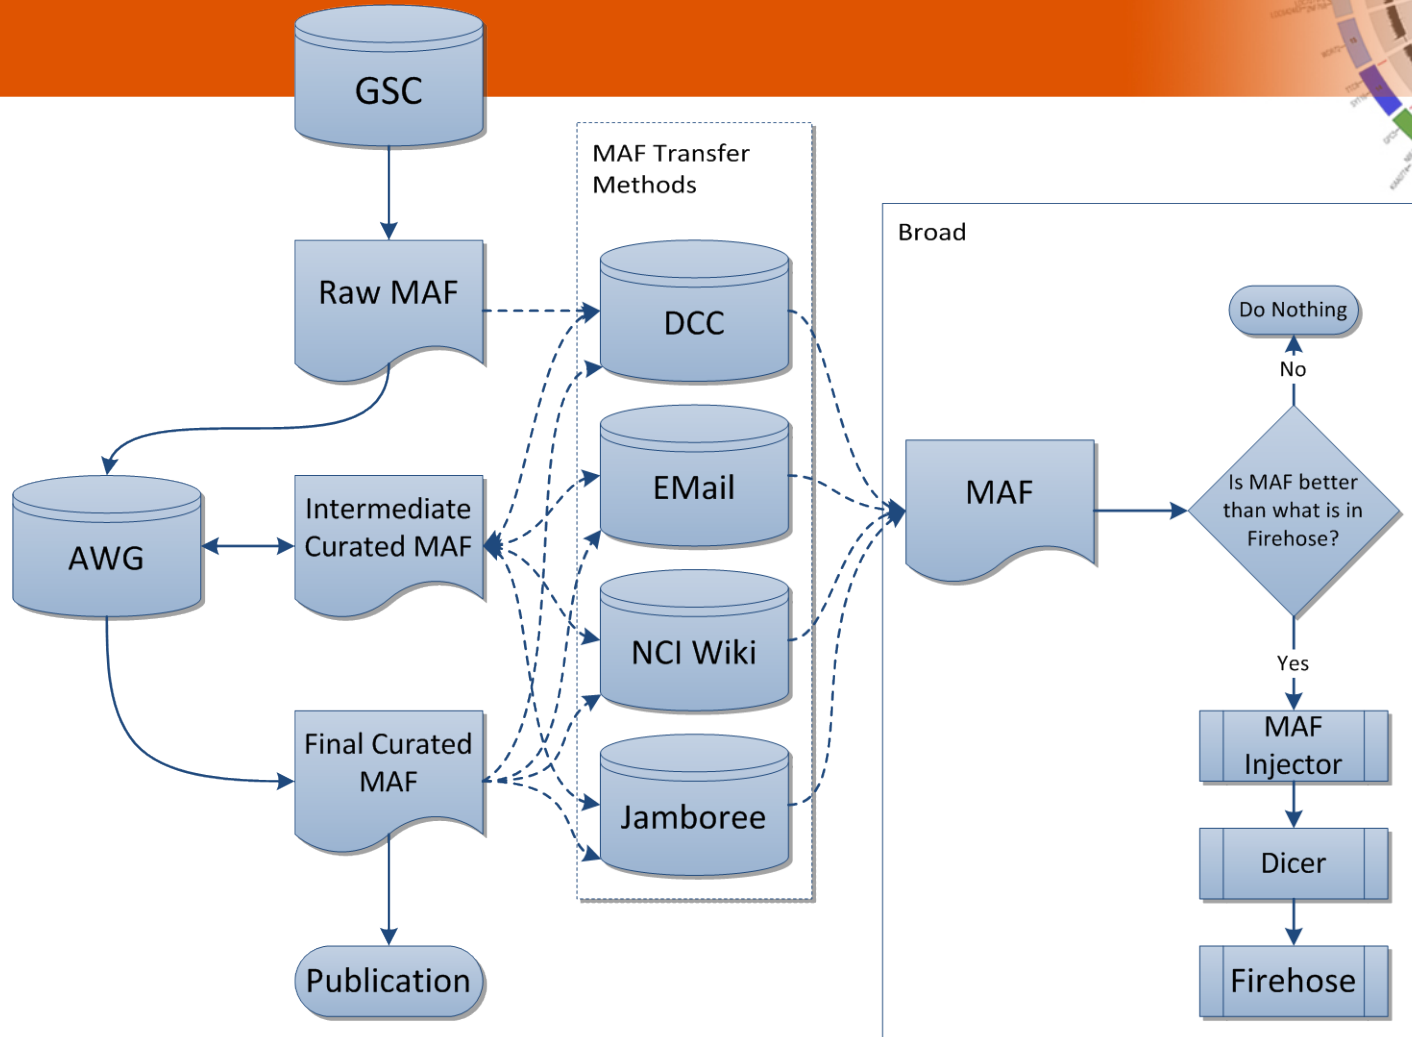 GSC
MAF Transfer
Methods
Broad
Raw MAF
DCC
Do Nothing
No
EMail
MAF
Is MAF better
than what is in
Firehose?
Intermediate
Curated MAF
AWG
NCI Wiki
Yes
Final Curated
MAF
MAF
Injector
Jamboree
Dicer
Publication
Firehose